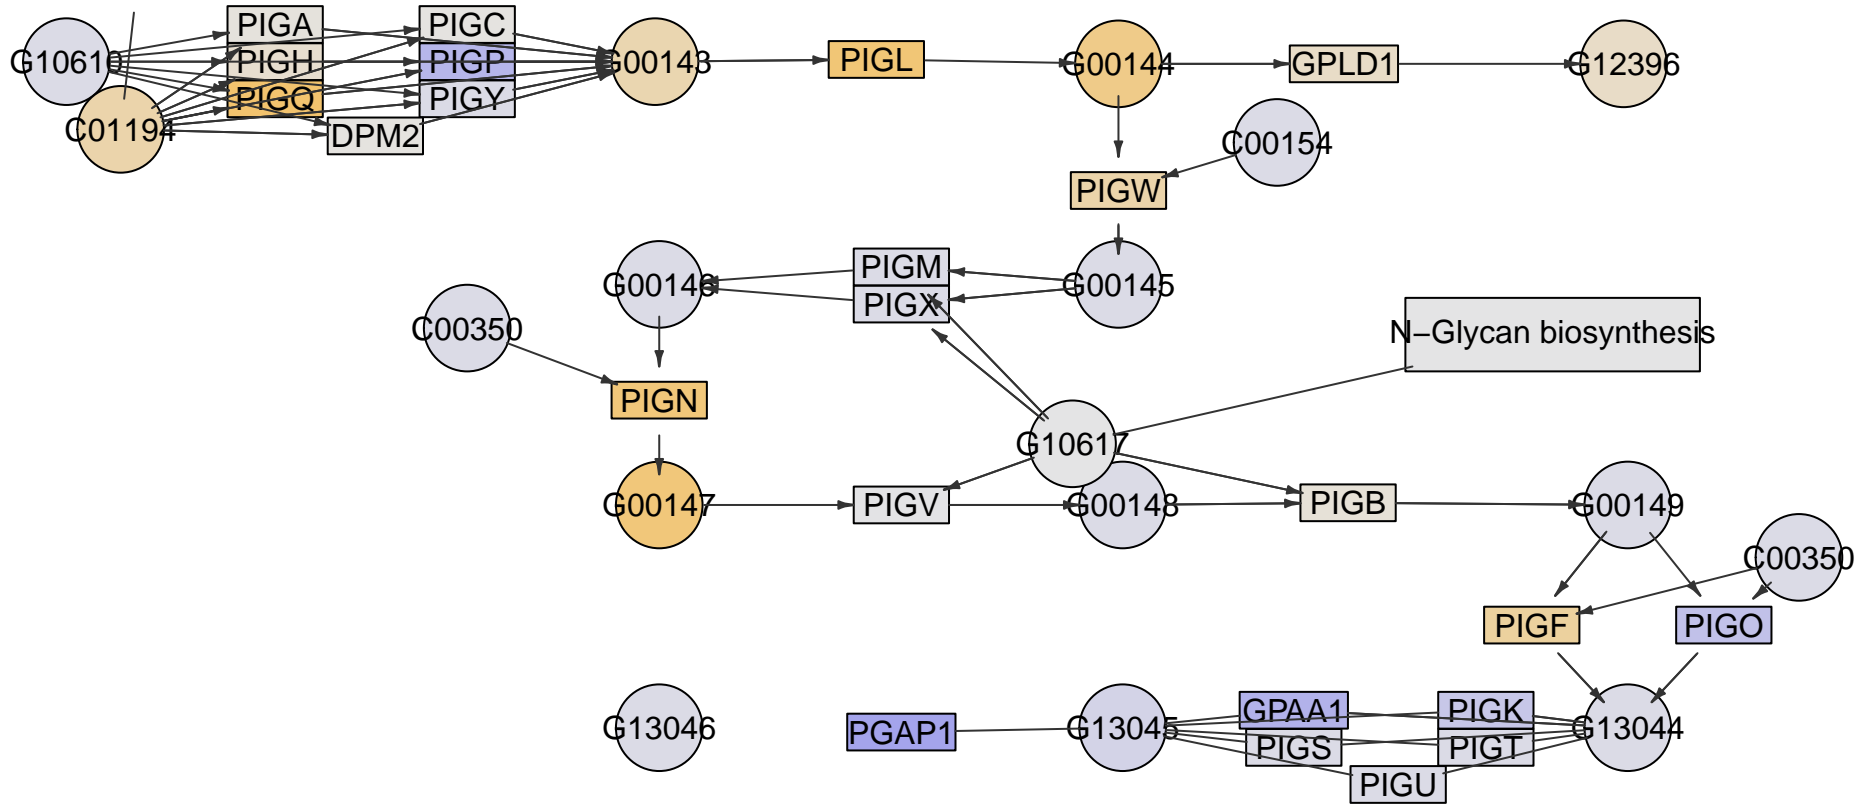 PIGA
PIGC
G10616
PIGH
PIGP
G00143
PIGL
G00144
GPLD1
G12396
PIGQ
PIGY
C01194
DPM2
C00154
PIGW
G00146
PIGM
G00145
PIGX
C00350
N−Glycan biosynthesis
PIGN
G10617
G00147
PIGV
G00148
PIGB
G00149
C00350
PIGF
PIGO
G13046
PGAP1
G13045
GPAA1
PIGK
G13044
PIGS
PIGT
PIGU